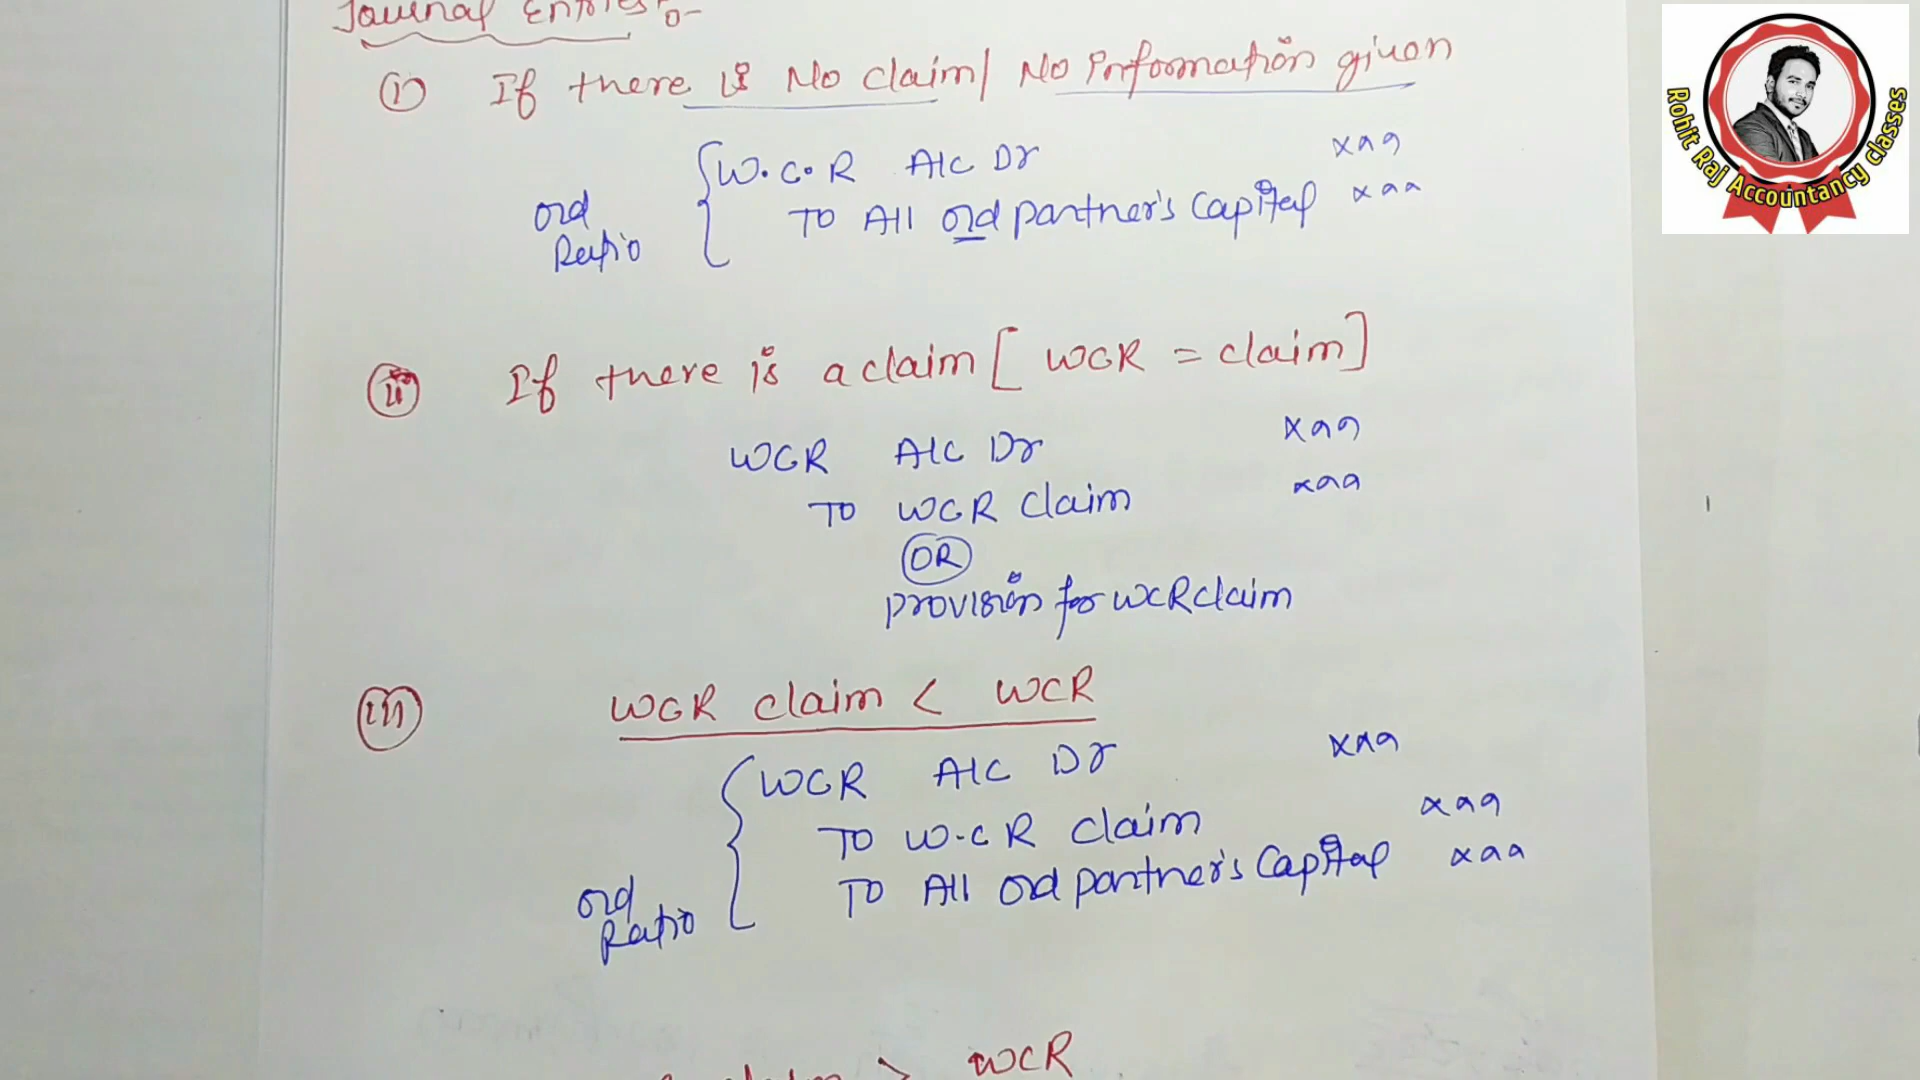 Journal Entries:-
(i) If there is No claim/ No Information given
W.C.R A/c Dr xxx
To All old partner's Capital xxx
old
Ratio
(ii) If there is a claim [ WCR = claim]
WCR A/c Dr xxx
To WCR Claim xxx
OR
provision for WCR claim
(iii) WCR claim < WCR
WCR A/c Dr xxx
To W.C R Claim xxx
To All old partner's Capital xxx
old
Ratio
claim > WCR
Rohit Raj Accountancy classes